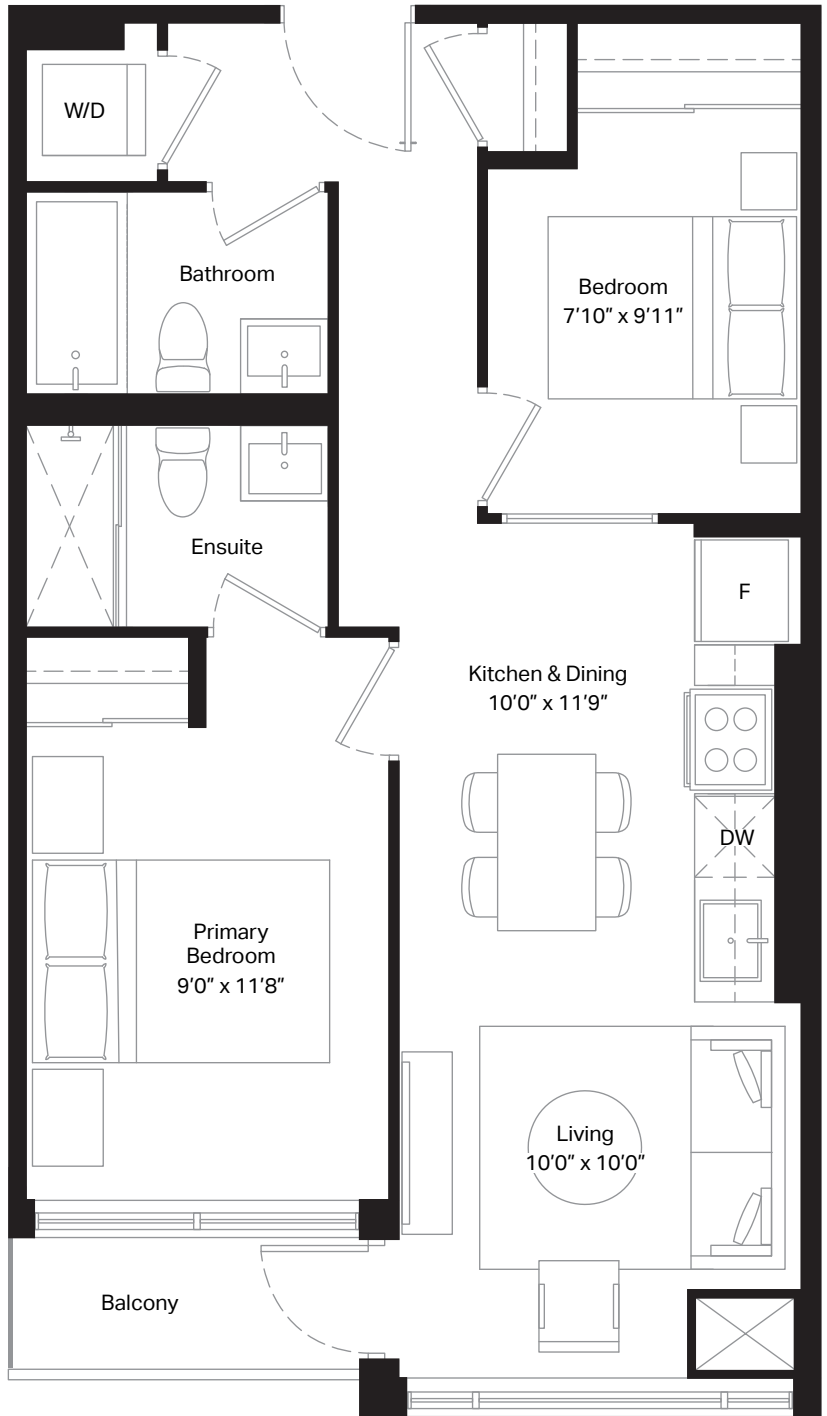 W/D
Bathroom
Bedroom
7’10” x 9’11”
Ensuite
F
Kitchen & Dining
10’0” x 11’9”
DW
Primary
Bedroom
9’0” x 11’8”
Living
10’0” x 10’0”
Balcony